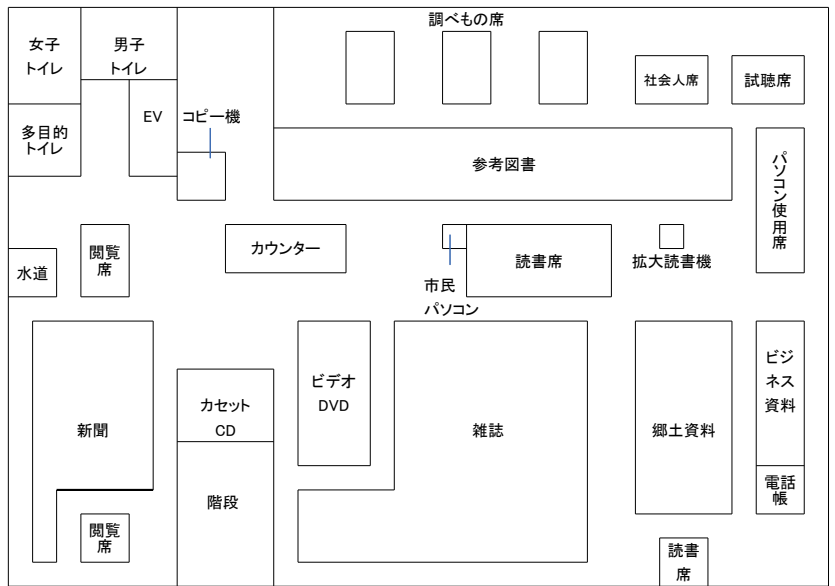 女子
トイレ
男子
トイレ
調べもの席
社会人席
試聴席
EV
コピー機
多目的
トイレ
参考図書
パソコン使用席
水道
閲覧
席
カウンター
市民
パソコン
読書席
拡大読書機
新聞
カセット
CD
ビデオ
DVD
雑誌
郷土資料
ビジ
ネス
資料
電話
帳
階段
閲覧
席
読書
席